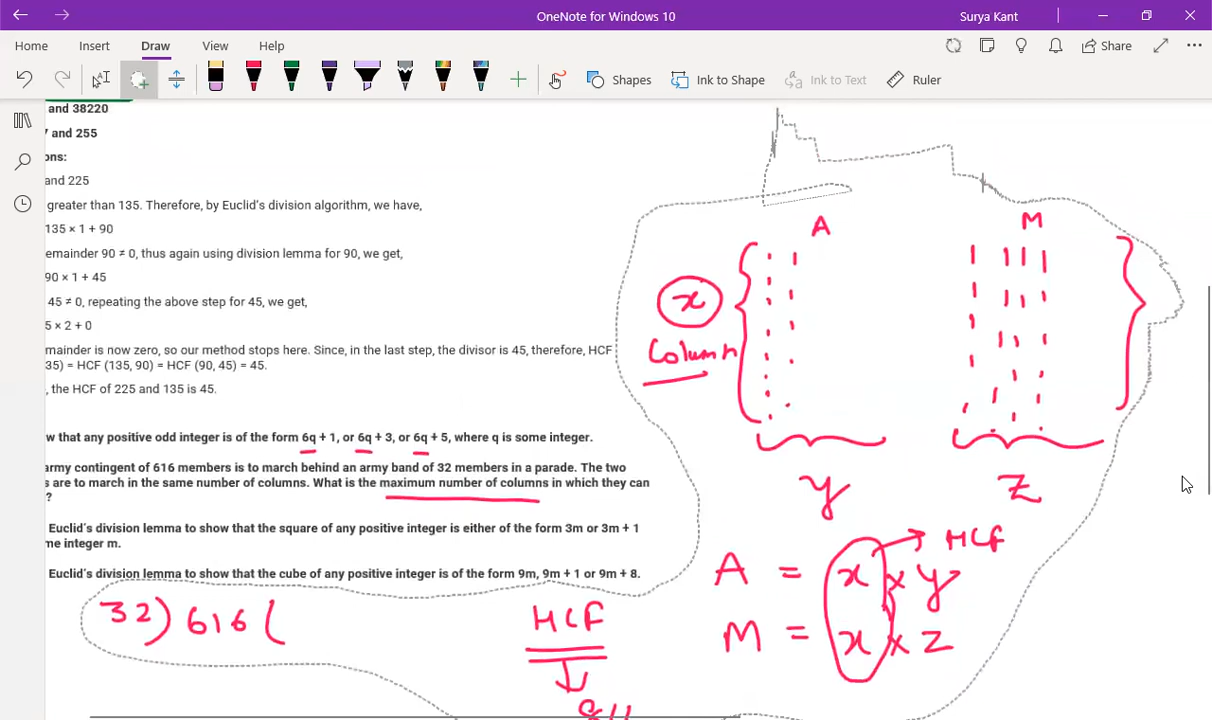 OneNote for Windows 10
Surya Kant
Home Insert Draw View Help
Share
Shapes
Ink to Shape
Ink to Text
Ruler
and 38220
7 and 255
ons:
and 225
greater than 135. Therefore, by Euclid's division algorithm, we have,
135 × 1 + 90
emainder 90 ≠ 0, thus again using division lemma for 90, we get,
90 × 1 + 45
45 ≠ 0, repeating the above step for 45, we get,
5 × 2 + 0
mainder is now zero, so our method stops here. Since, in the last step, the divisor is 45, therefore, HCF
35) = HCF (135, 90) = HCF (90, 45) = 45.
, the HCF of 225 and 135 is 45.
ow that any positive odd integer is of the form 6q + 1, or 6q + 3, or 6q + 5, where q is some integer.
army contingent of 616 members is to march behind an army band of 32 members in a parade. The two
s are to march in the same number of columns. What is the maximum number of columns in which they can
?
Euclid's division lemma to show that the square of any positive integer is either of the form 3m or 3m + 1
me integer m.
Euclid's division lemma to show that the cube of any positive integer is of the form 9m, 9m + 1 or 9m + 8.
A M
x
Column
y z
HCF
A = x × y
M = x × z
32)616(
HCF